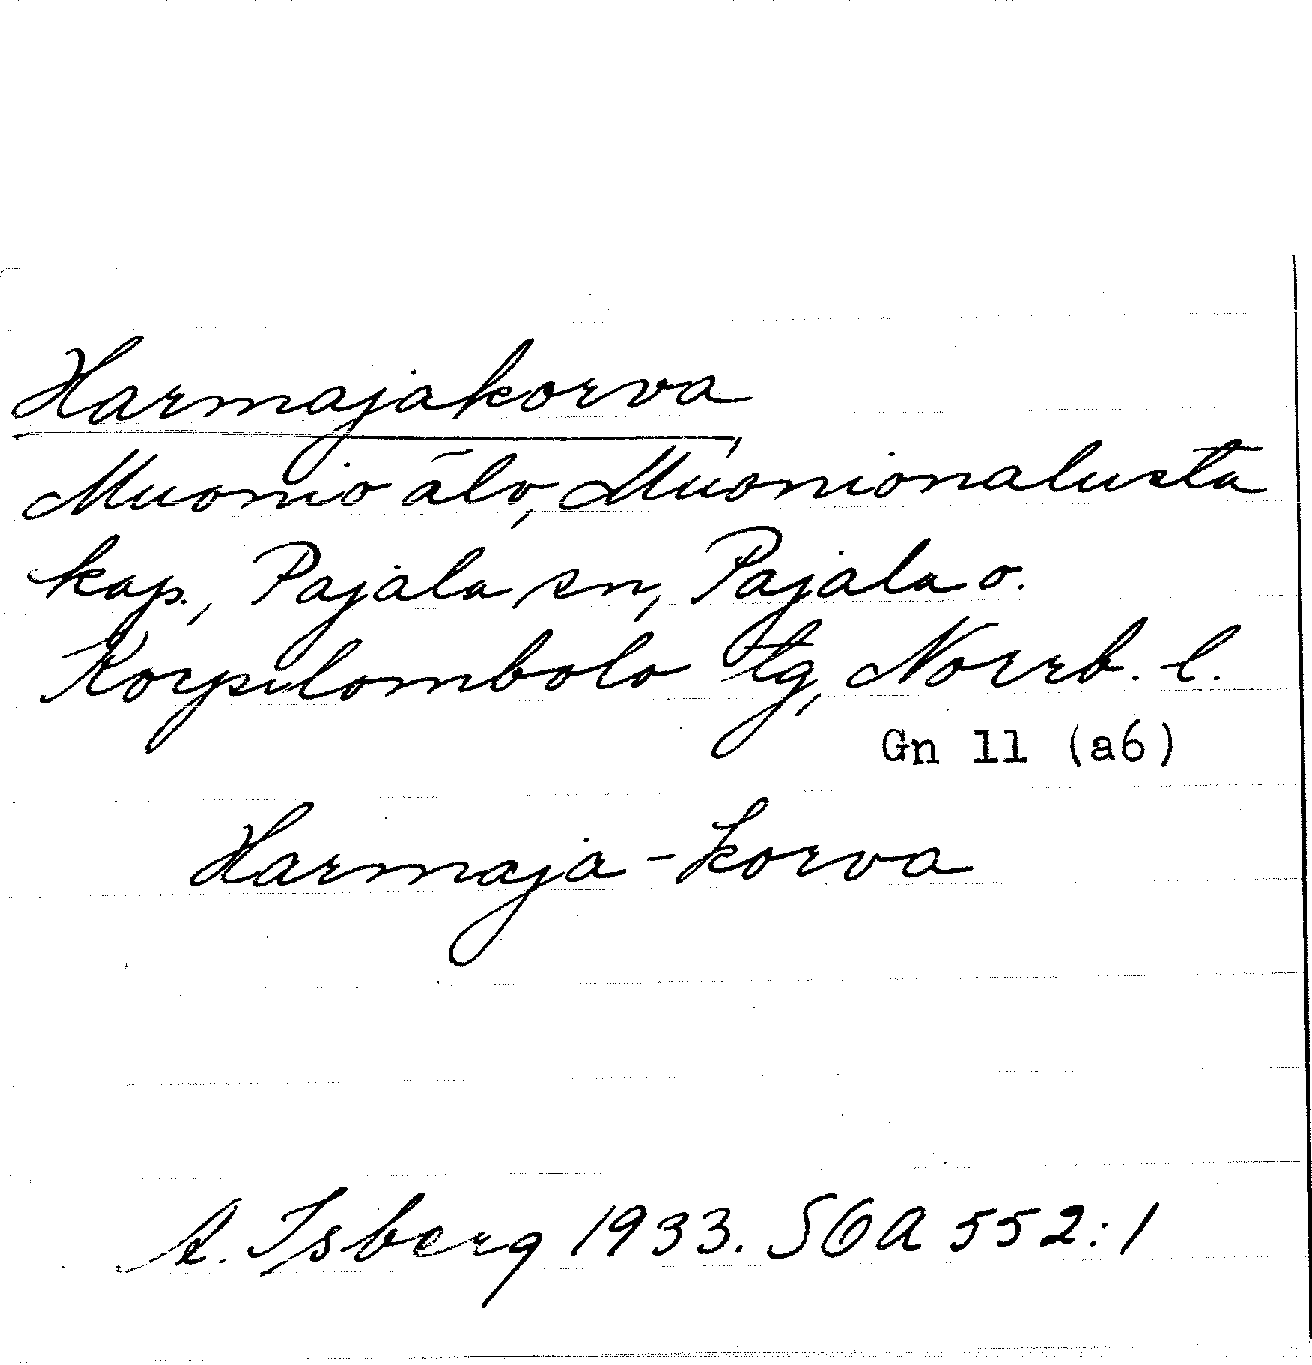 Harmajakorva
Muonio älv, Muonionalusta
kap., Pajala sn, Pajala o.
Korpilombolo tg, Norrb. l.
Gn 11 (a6)
Harmaja-korva
A. Isberg 1933. SOA 552:1